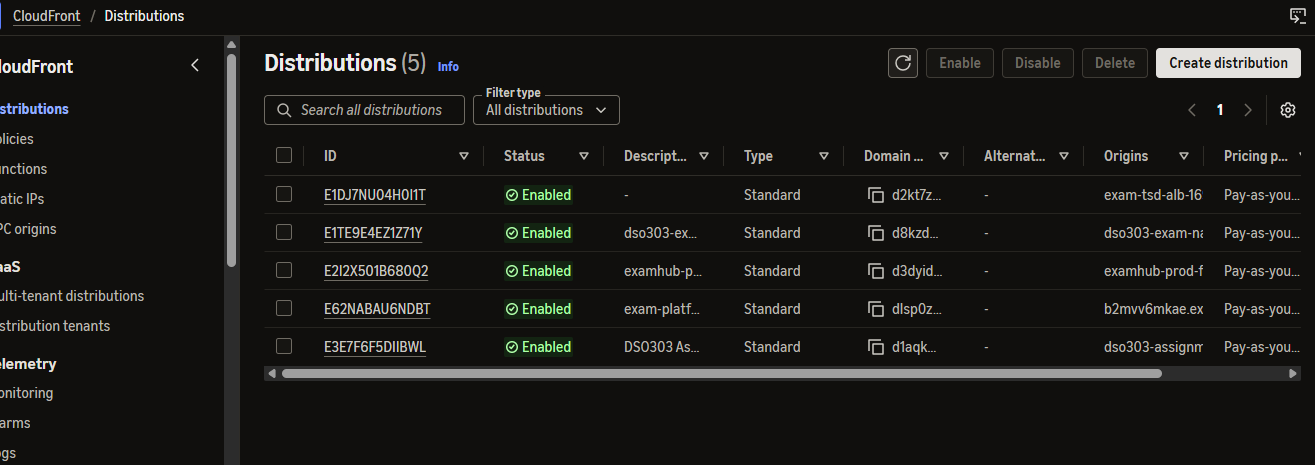 CloudFront / Distributions
loudFront
Distributions (5) Info
Enable Disable Delete Create distribution
stributions
Search all distributions
Filter type
All distributions
1
olicies
unctions
atic IPs
PC origins
aaS
ulti-tenant distributions
stribution tenants
elemetry
onitoring
arms
ogs
ID Status Descript... Type Domain ... Alternat... Origins Pricing p...
E1DJ7NU04H0I1T Enabled - Standard d2kt7z... - exam-tsd-alb-16 Pay-as-you...
E1TE9E4EZ1Z71Y Enabled dso303-ex... Standard d8kzd... - dso303-exam-na Pay-as-you...
E2I2X501B680Q2 Enabled examhub-p... Standard d3dyid... - examhub-prod-f Pay-as-you...
E62NABAU6NDBT Enabled exam-platf... Standard dlsp0z... - b2mvv6mkae.ex Pay-as-you...
E3E7F6F5DIIBWL Enabled DSO303 As... Standard d1aqk... - dso303-assignm Pay-as-you...